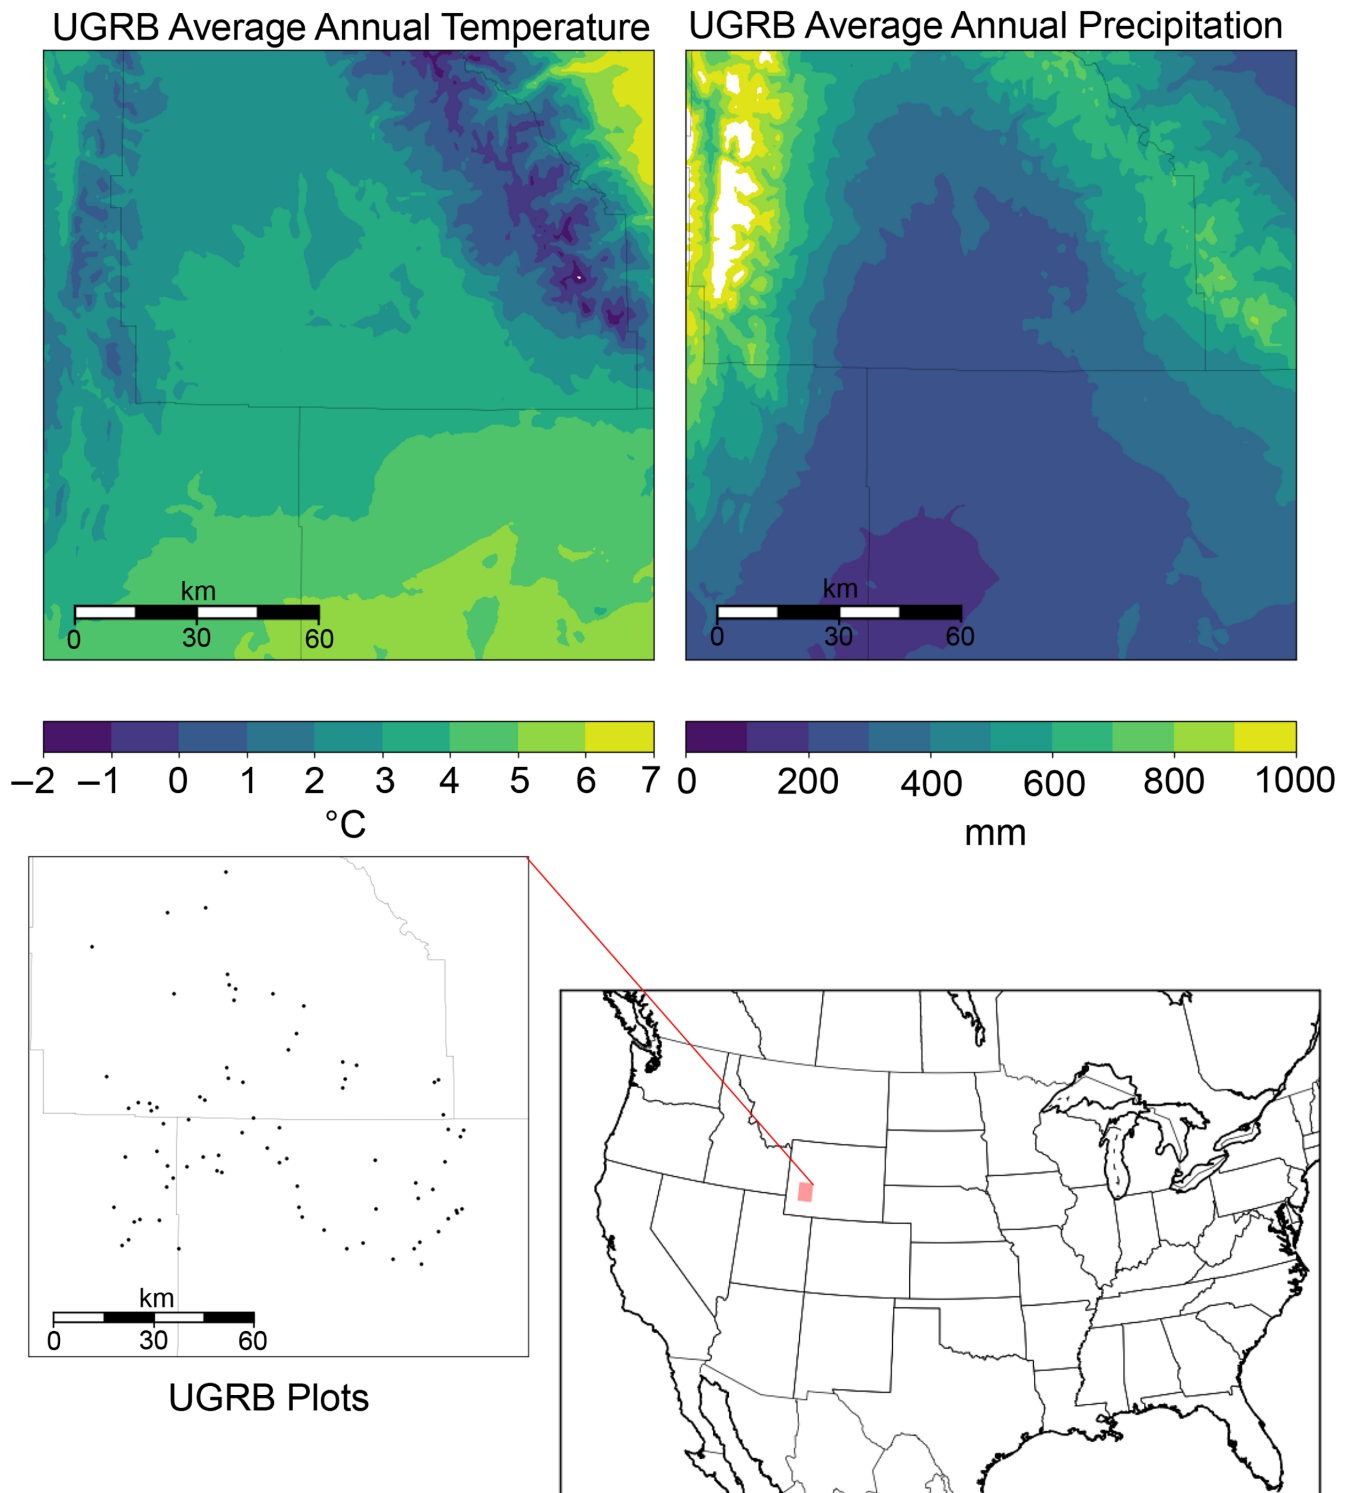 UGRB Average Annual Temperature
UGRB Average Annual Precipitation
km
0 30 60
km
0 30 60
–2 –1 0 1 2 3 4 5 6 7
°C
0 200 400 600 800 1000
mm
km
0 30 60
UGRB Plots